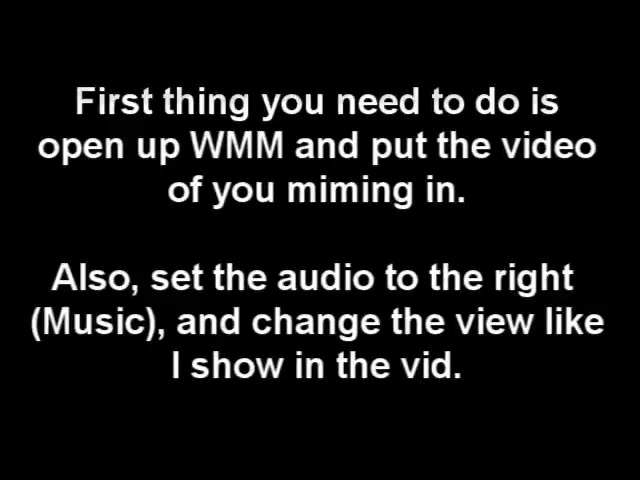 First thing you need to do is
open up WMM and put the video
of you miming in.
Also, set the audio to the right
(Music), and change the view like
I show in the vid.